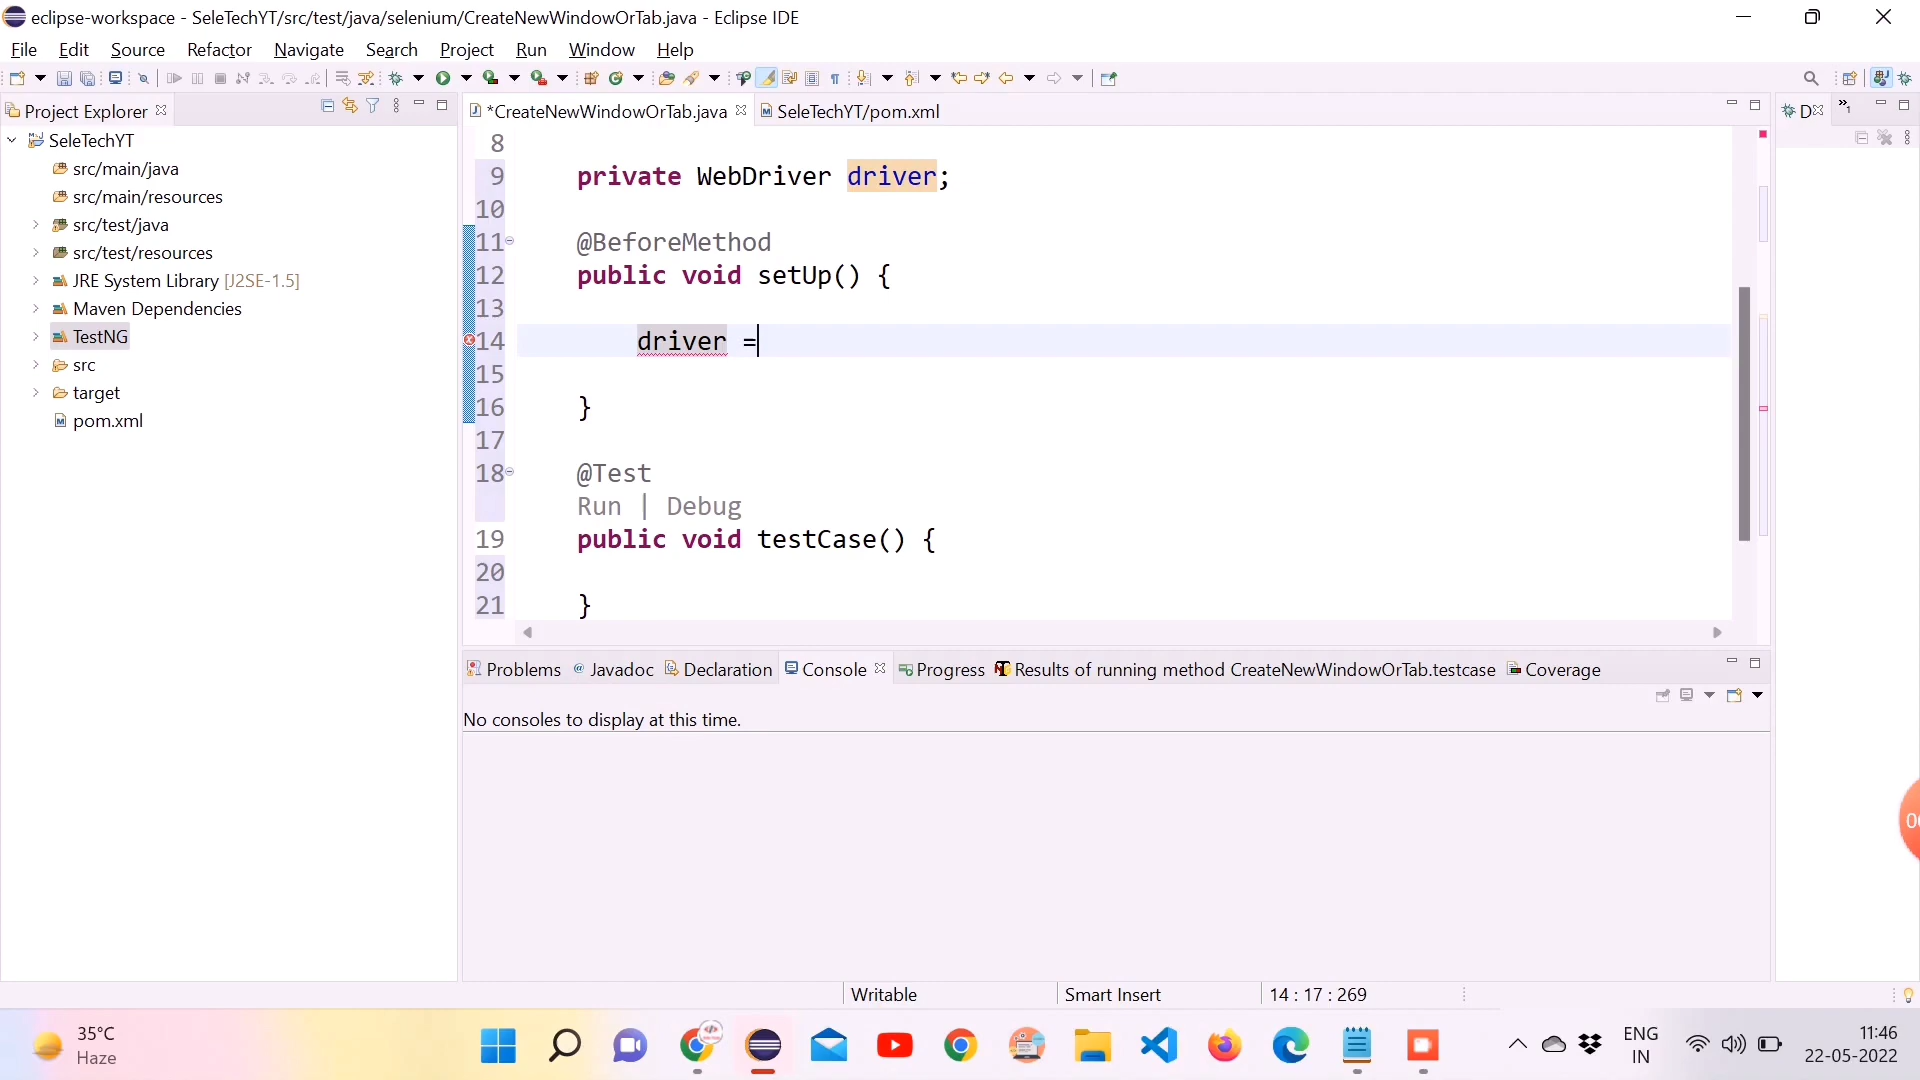 eclipse-workspace - SeleTechYT/src/test/java/selenium/CreateNewWindowOrTab.java - Eclipse IDE
File Edit Source Refactor Navigate Search Project Run Window Help
Project Explorer
SeleTechYT
src/main/java
src/main/resources
src/test/java
src/test/resources
JRE System Library [J2SE-1.5]
Maven Dependencies
TestNG
src
target
pom.xml
*CreateNewWindowOrTab.java SeleTechYT/pom.xml
8
9 private WebDriver driver;
10
11 @BeforeMethod
12 public void setUp() {
13
14 driver =
15
16 }
17
18 @Test
Run | Debug
19 public void testCase() {
20
21 }
D »1
Problems @ Javadoc Declaration Console Progress Results of running method CreateNewWindowOrTab.testcase Coverage
No consoles to display at this time.
Writable Smart Insert 14 : 17 : 269
35°C
Haze
ENG
IN
11:46
22-05-2022